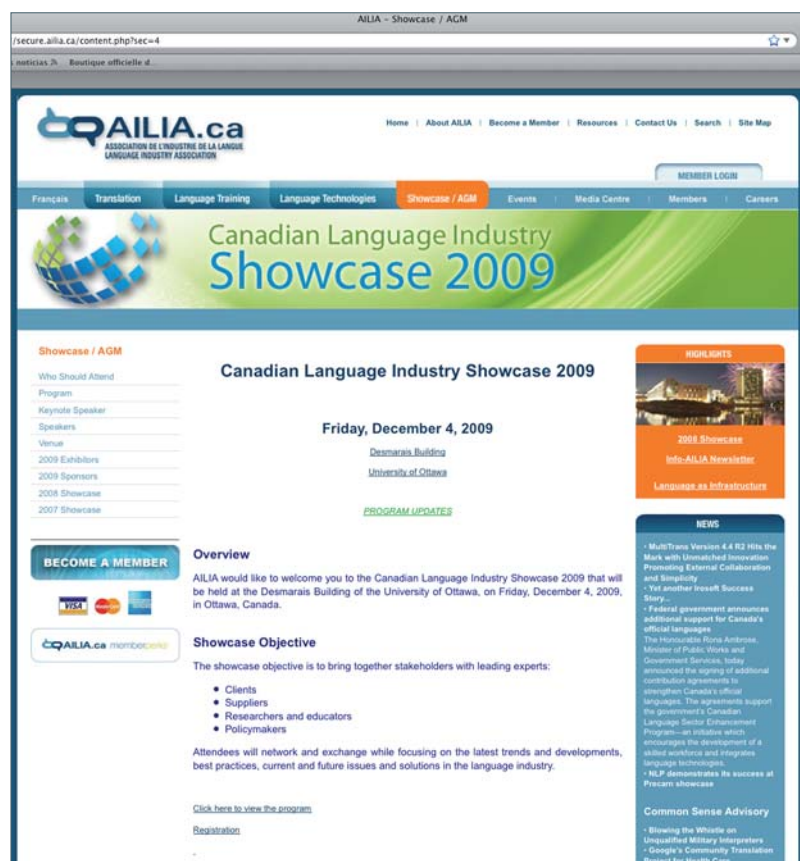 AILIA – Showcase / AGM
/secure.ailia.ca/content.php?sec=4
noticias Boutique officielle d...
AILIA.ca
ASSOCIATION DE L'INDUSTRIE DE LA LANGUE
LANGUAGE INDUSTRY ASSOCIATION
Home | About AILIA | Become a Member | Resources | Contact Us | Search | Site Map
MEMBER LOGIN
Français Translation Language Training Language Technologies Showcase / AGM Events | Media Centre | Members | Careers
Canadian Language Industry
Showcase 2009
Showcase / AGM
Who Should Attend
Program
Keynote Speaker
Speakers
Venue
2009 Exhibitors
2009 Sponsors
2008 Showcase
2007 Showcase
BECOME A MEMBER
VISA
AILIA.ca memberperks
Canadian Language Industry Showcase 2009
Friday, December 4, 2009
Desmarais Building
University of Ottawa
PROGRAM UPDATES
Overview
AILIA would like to welcome you to the Canadian Language Industry Showcase 2009 that will
be held at the Desmarais Building of the University of Ottawa, on Friday, December 4, 2009,
in Ottawa, Canada.
Showcase Objective
The showcase objective is to bring together stakeholders with leading experts:
• Clients
• Suppliers
• Researchers and educators
• Policymakers
Attendees will network and exchange while focusing on the latest trends and developments,
best practices, current and future issues and solutions in the language industry.
Click here to view the program
Registration
HIGHLIGHTS
2008 Showcase
Info-AILIA Newsletter
Language as Infrastructure
NEWS
• MultiTrans Version 4.4 R2 Hits the
Mark with Unmatched Innovation
Promoting External Collaboration
and Simplicity
• Yet another Irosoft Success
Story...
• Federal government announces
additional support for Canada's
official languages
The Honourable Rona Ambrose,
Minister of Public Works and
Government Services, today
announced the signing of additional
contribution agreements to
strengthen Canada's official
languages. The agreements support
the government's Canadian
Language Sector Enhancement
Program—an initiative which
encourages the development of a
skilled workforce and integrates
language technologies.
• NLP demonstrates its success at
Precarn showcase
Common Sense Advisory
• Blowing the Whistle on
Unqualified Military Interpreters
• Google's Community Translation
Project for Health Care